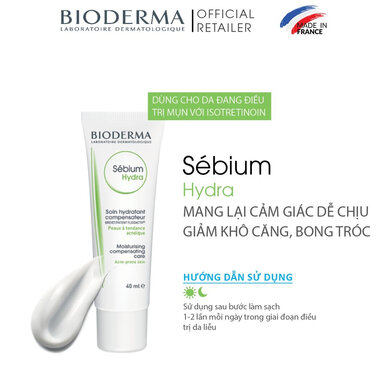 BIODERMA
LABORATOIRE DERMATOLOGIQUE
OFFICIAL
RETAILER
MADE IN
FRANCE
DÙNG CHO DA ĐANG ĐIỀU
TRỊ MỤN VỚI ISOTRETINOIN
BIODERMA
LABORATOIRE DERMATOLOGIQUE
Sébium
Hydra
Soin hydratant
compensateur
Peaux à tendance
acnéique
Moisturising
compensating
care
Acne-prone skin
40 ml ℮
Sébium
Hydra
MANG LẠI CẢM GIÁC DỄ CHỊU
GIẢM KHÔ CĂNG, BONG TRÓC
HƯỚNG DẪN SỬ DỤNG
Sử dụng sau bước làm sạch
1-2 lần mỗi ngày trong giai đoạn điều
trị da liễu